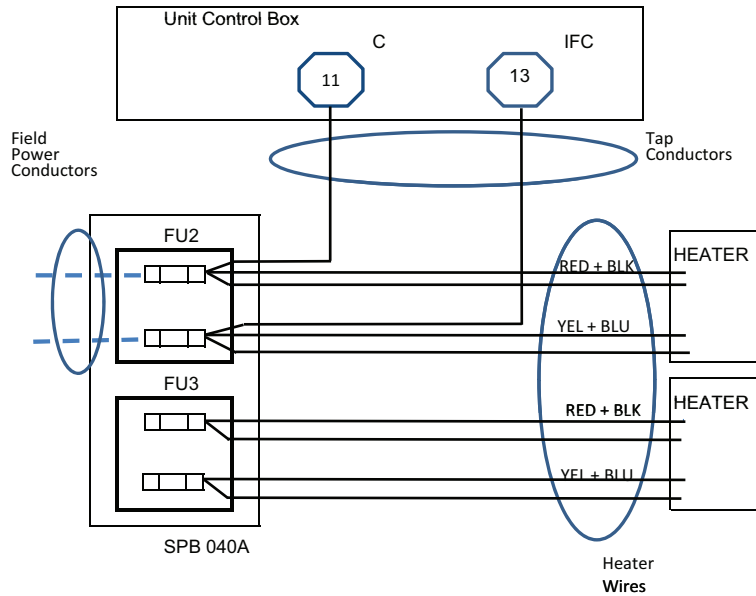 Unit Control Box
C
IFC
11
13
Field
Power
Conductors
Tap
Conductors
FU2
HEATER
RED + BLK
YEL + BLU
FU3
HEATER
RED + BLK
YEL + BLU
SPB 040A
Heater
Wires